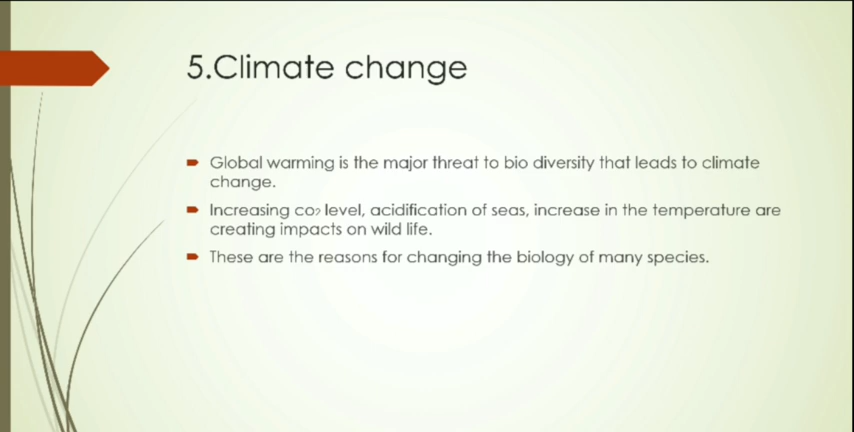 5.Climate change
Global warming is the major threat to bio diversity that leads to climate
change.
Increasing co₂ level, acidification of seas, increase in the temperature are
creating impacts on wild life.
These are the reasons for changing the biology of many species.